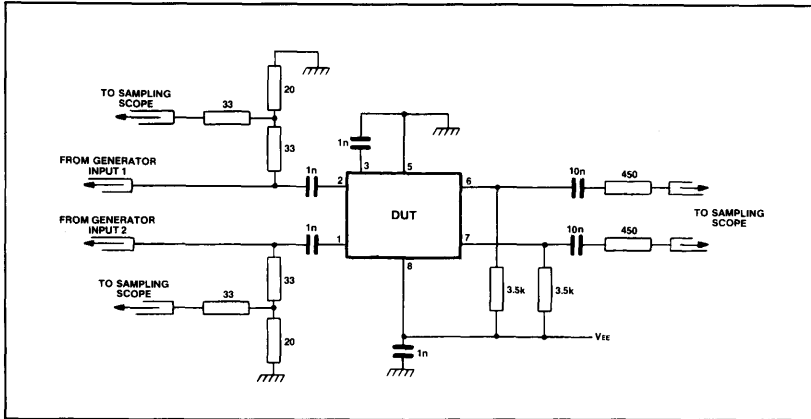 20
TO SAMPLING
SCOPE
33
33
1n
3
5
FROM GENERATOR
INPUT 1
1n
2
6
10n
450
DUT
TO SAMPLING
SCOPE
FROM GENERATOR
INPUT 2
1n
1
7
10n
450
8
33
TO SAMPLING
SCOPE
33
3.5k
3.5k
20
VEE
1n